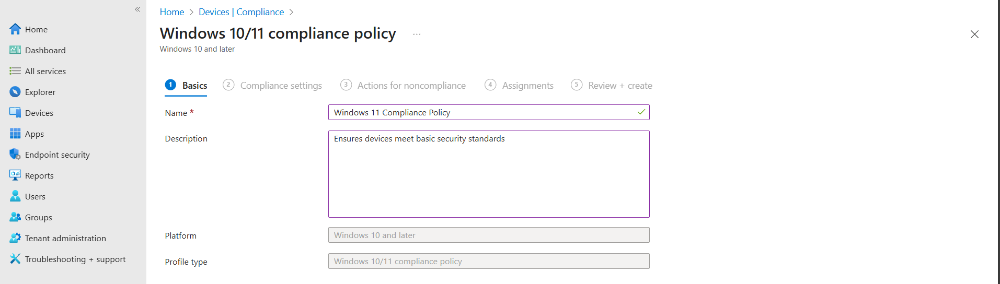 «
Home
Dashboard
All services
Explorer
Devices
Apps
Endpoint security
Reports
Users
Groups
Tenant administration
Troubleshooting + support
Home > Devices | Compliance >
Windows 10/11 compliance policy ...
Windows 10 and later
1 Basics 2 Compliance settings 3 Actions for noncompliance 4 Assignments 5 Review + create
Name * Windows 11 Compliance Policy
Description Ensures devices meet basic security standards
Platform Windows 10 and later
Profile type Windows 10/11 compliance policy